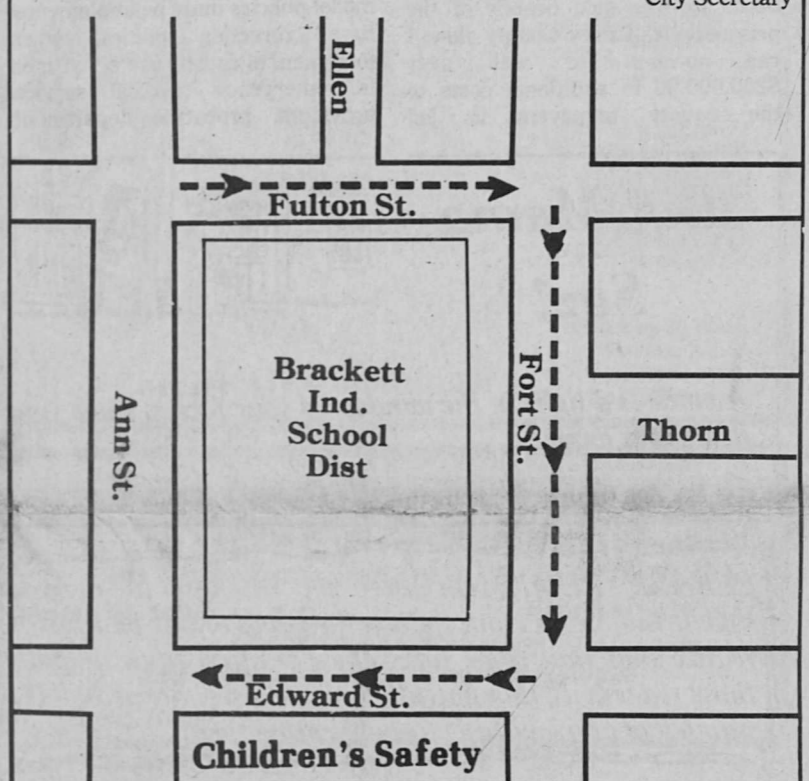 City Secretary
Ellen
Fulton St.
Brackett
Ind.
School
Dist
Fort St.
Ann St.
Thorn
Edward St.
Children's Safety